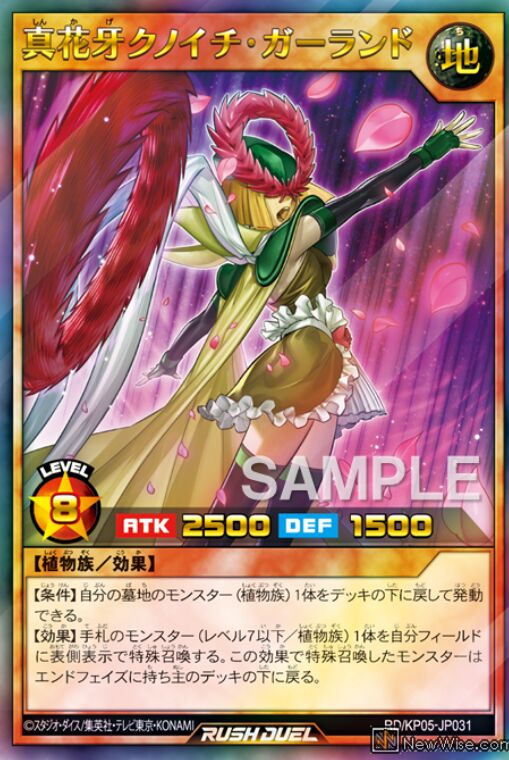 真花牙クノイチ・ガーランド
地
SAMPLE
LEVEL
8
ATK 2500 DEF 1500
【植物族／効果】
【条件】自分の墓地のモンスター（植物族）1体をデッキの下に戻して発動
できる。
【効果】手札のモンスター（レベル7以下／植物族）1体を自分フィールド
に表側表示で特殊召喚する。この効果で特殊召喚したモンスターは
エンドフェイズに持ち主のデッキの下に戻る。
©スタジオ・ダイス/集英社・テレビ東京・KONAMI
RUSH DUEL
RD/KP05-JP031
NewWise.com